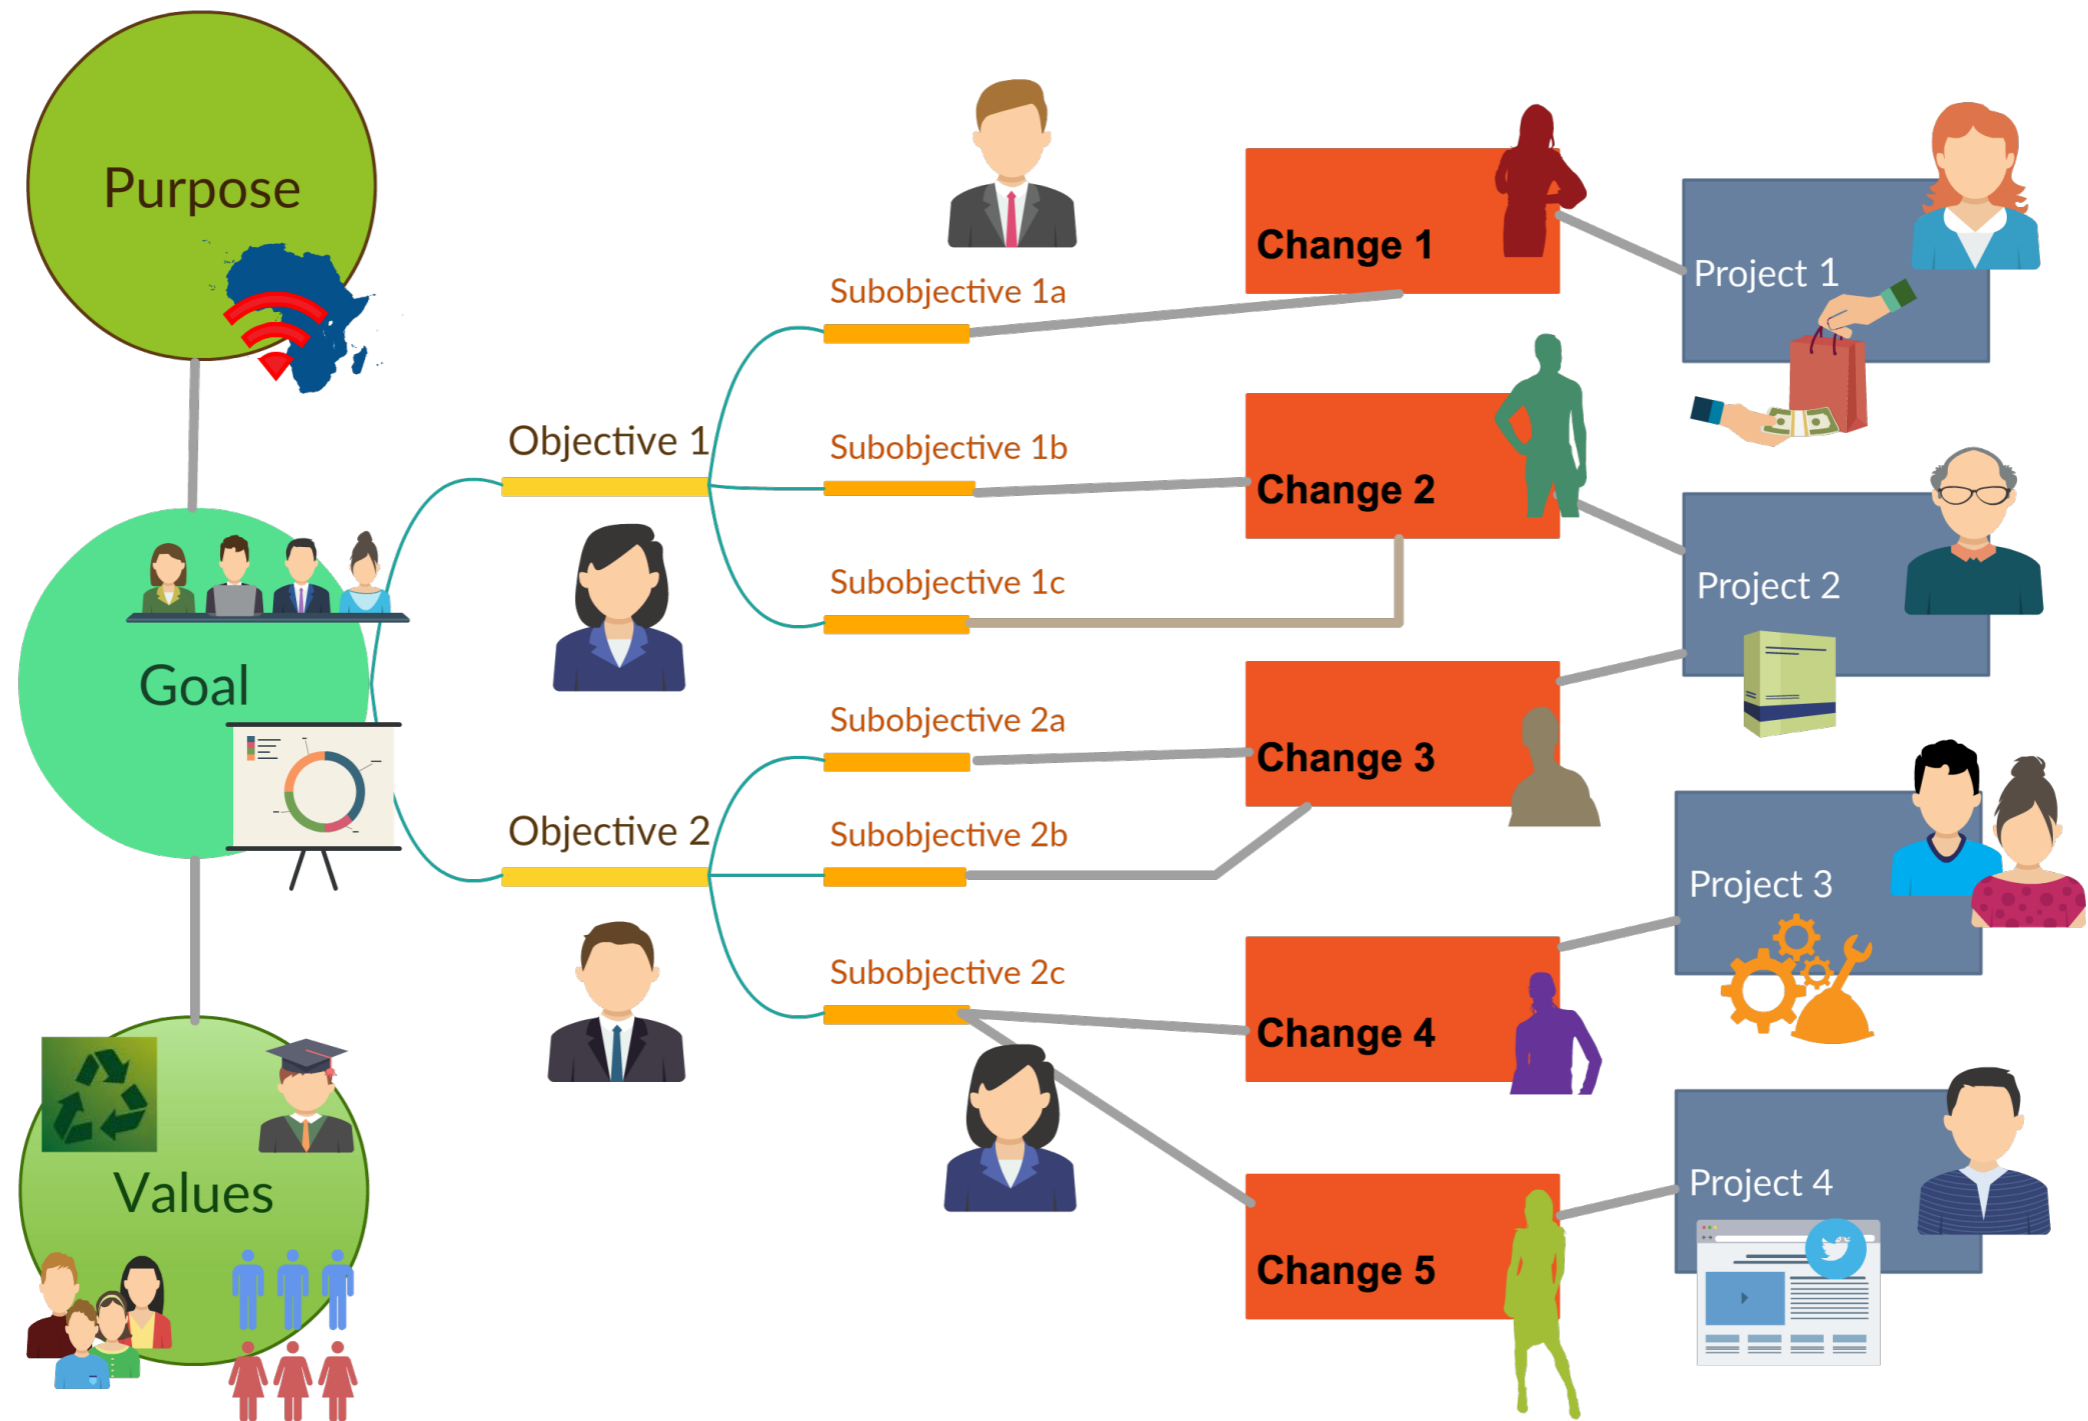 Purpose
Goal
Values
Objective 1
Objective 2
Subobjective 1a
Subobjective 1b
Subobjective 1c
Subobjective 2a
Subobjective 2b
Subobjective 2c
Change 1
Change 2
Change 3
Change 4
Change 5
Project 1
Project 2
Project 3
Project 4